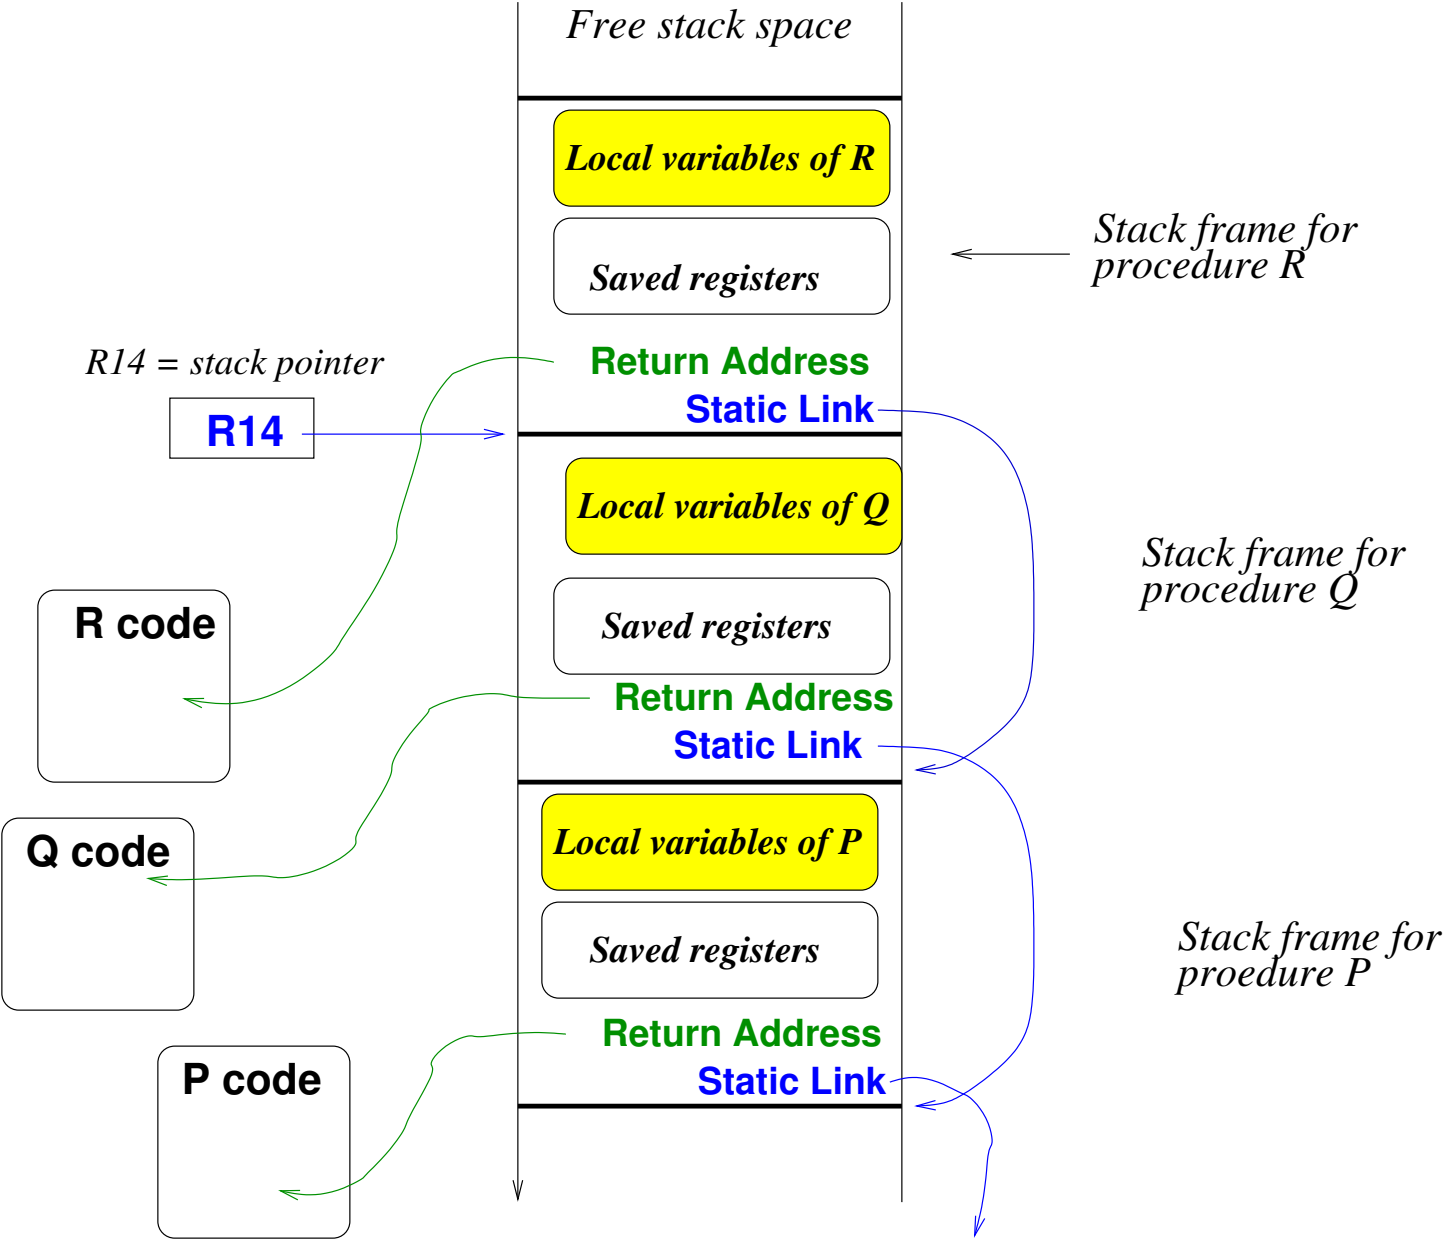 Free stack space
Local variables of R
Saved registers
Stack frame for
procedure R
R14 = stack pointer
R14
Return Address
Static Link
Local variables of Q
Saved registers
Stack frame for
procedure Q
R code
Return Address
Static Link
Q code
Local variables of P
Saved registers
Stack frame for
proedure P
Return Address
Static Link
P code